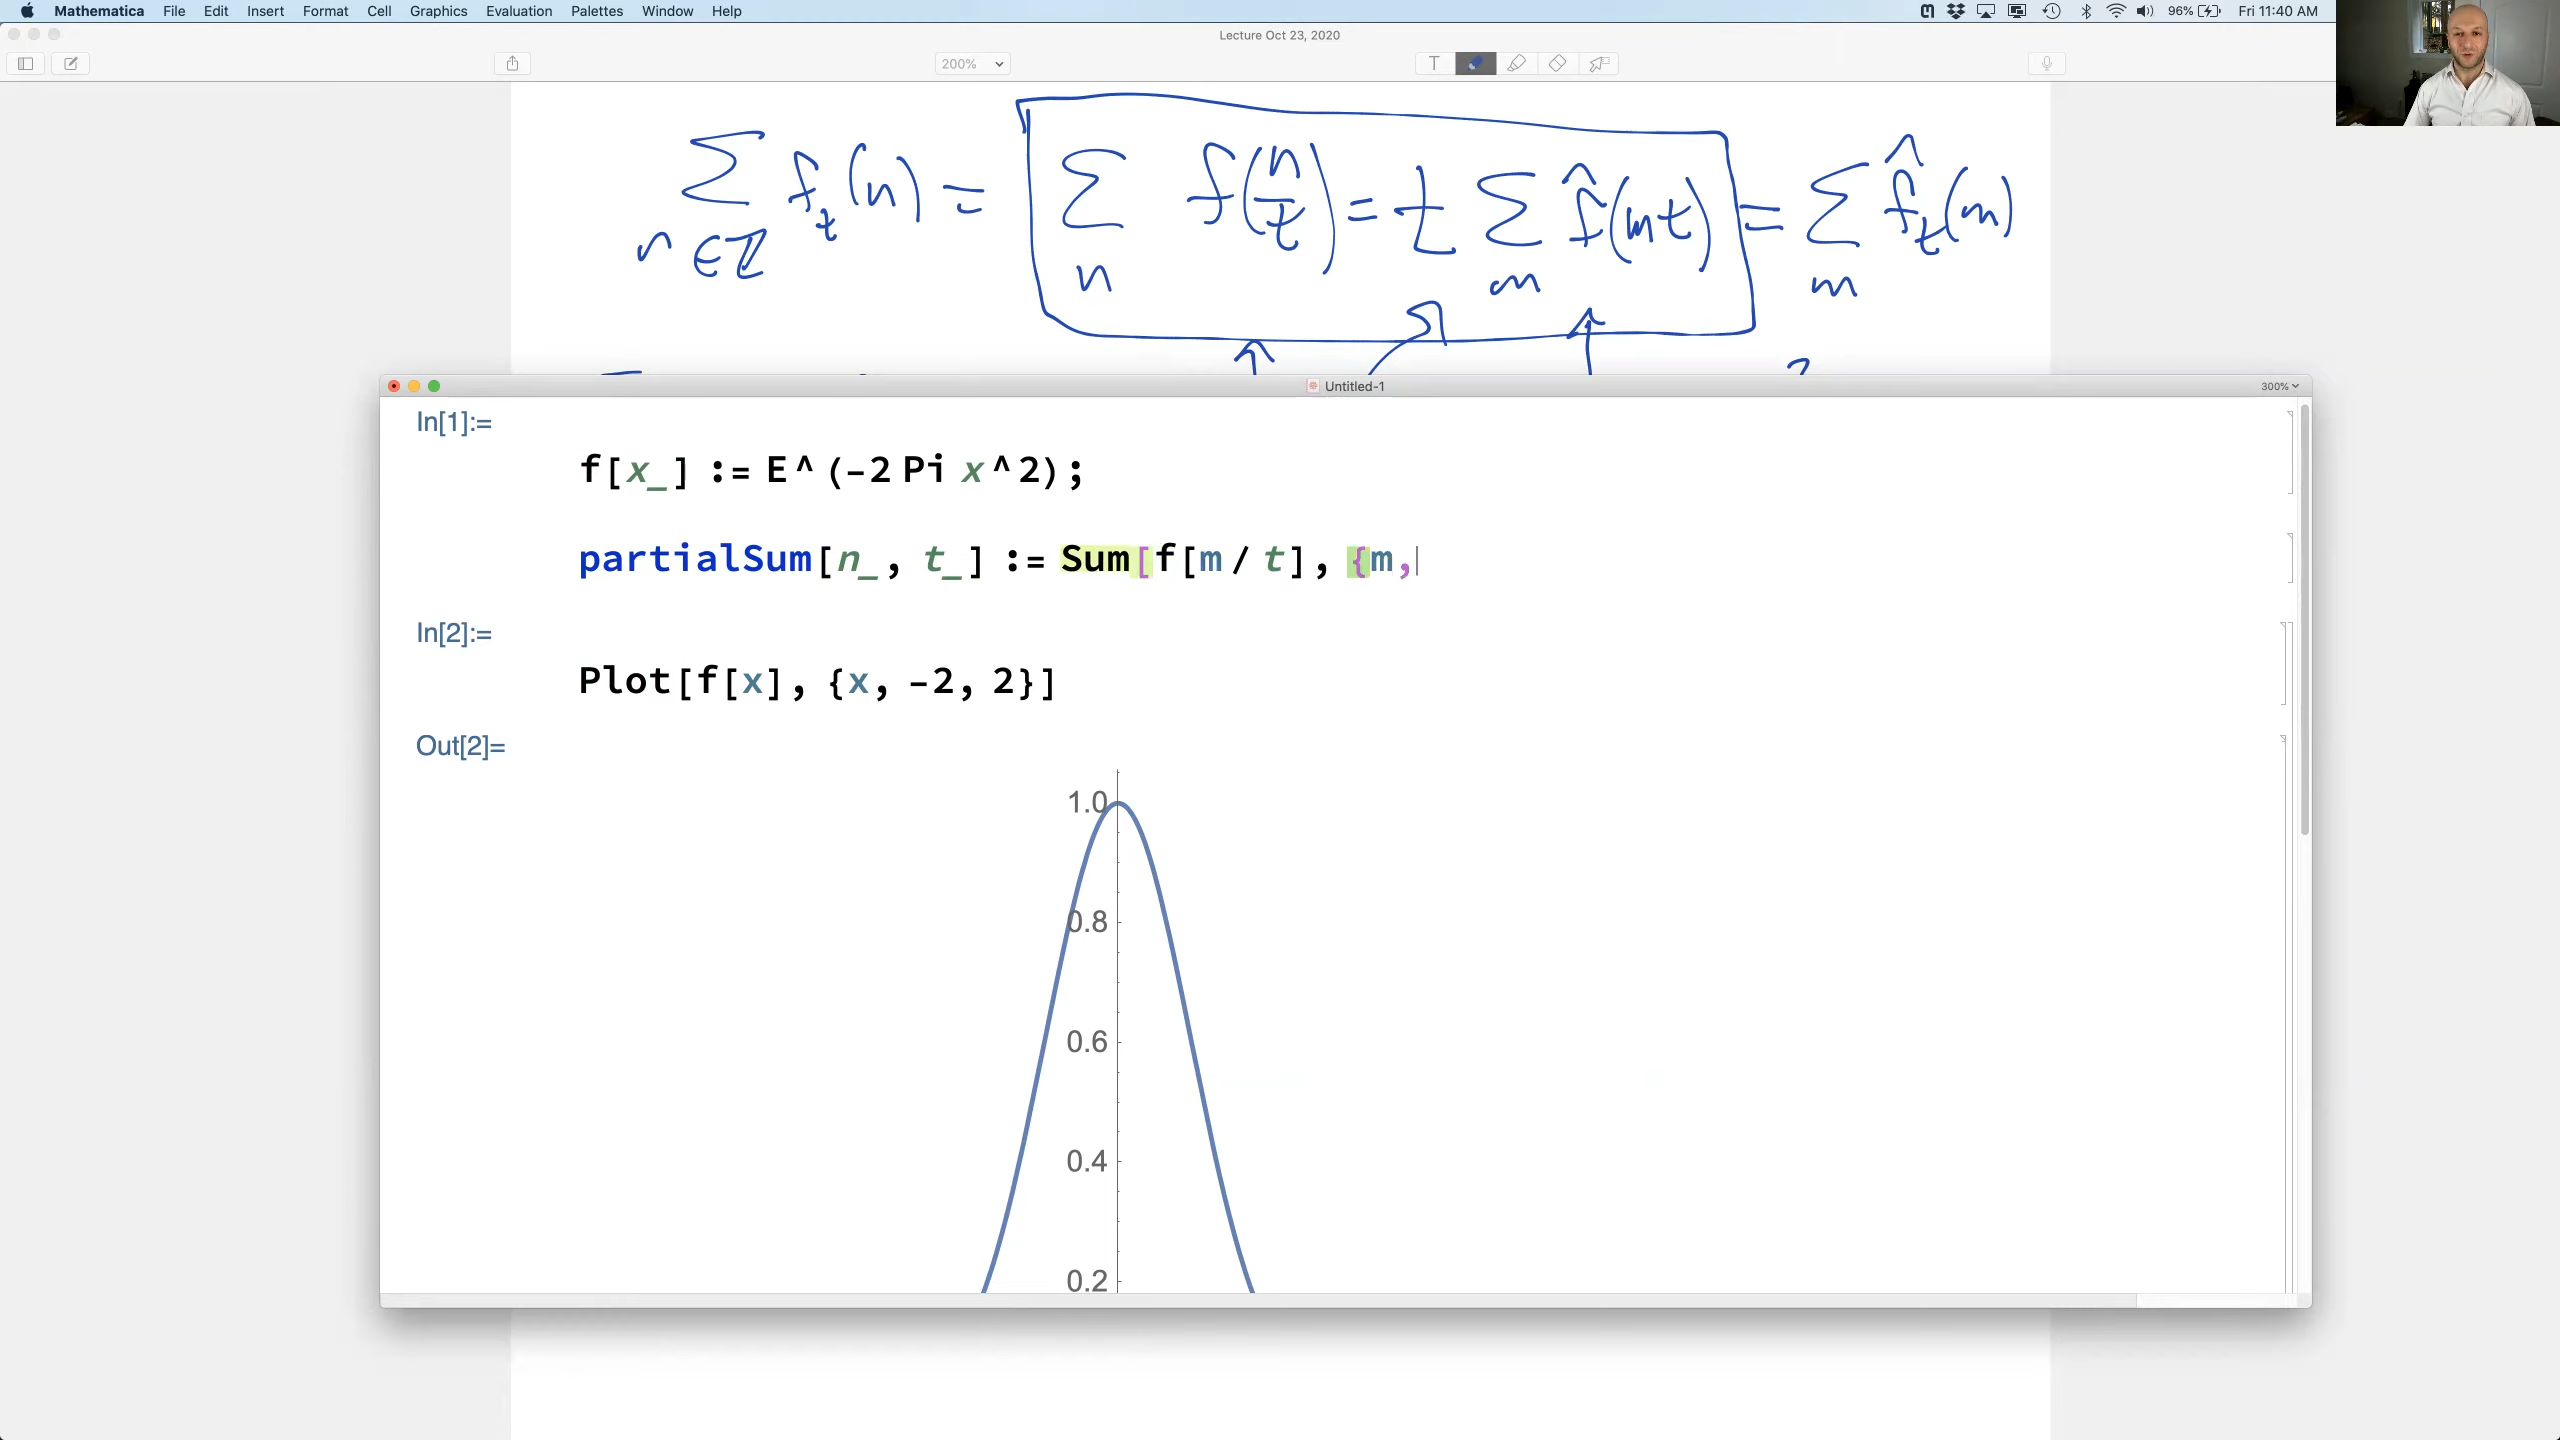 Mathematica File Edit Insert Format Cell Graphics Evaluation Palettes Window Help 96% Fri 11:40 AM
Lecture Oct 23, 2020
200% T
∑ f_t(n) = ∑ f(n/t) = t ∑ f̂(mt) = ∑ f̂_t(m)
n∈ℤ n m m
Untitled-1 300%
In[1]:=
f[x_] := E^(-2 Pi x^2);
partialSum[n_, t_] := Sum[f[m / t], {m,
In[2]:=
Plot[f[x], {x, -2, 2}]
Out[2]=
1.0
0.8
0.6
0.4
0.2